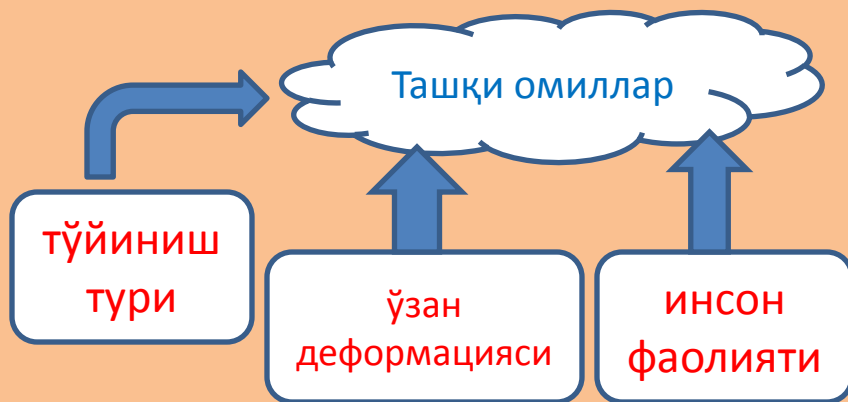 Ташқи омиллар
тўйиниш
тури
ўзан
деформацияси
инсон
фаолияти